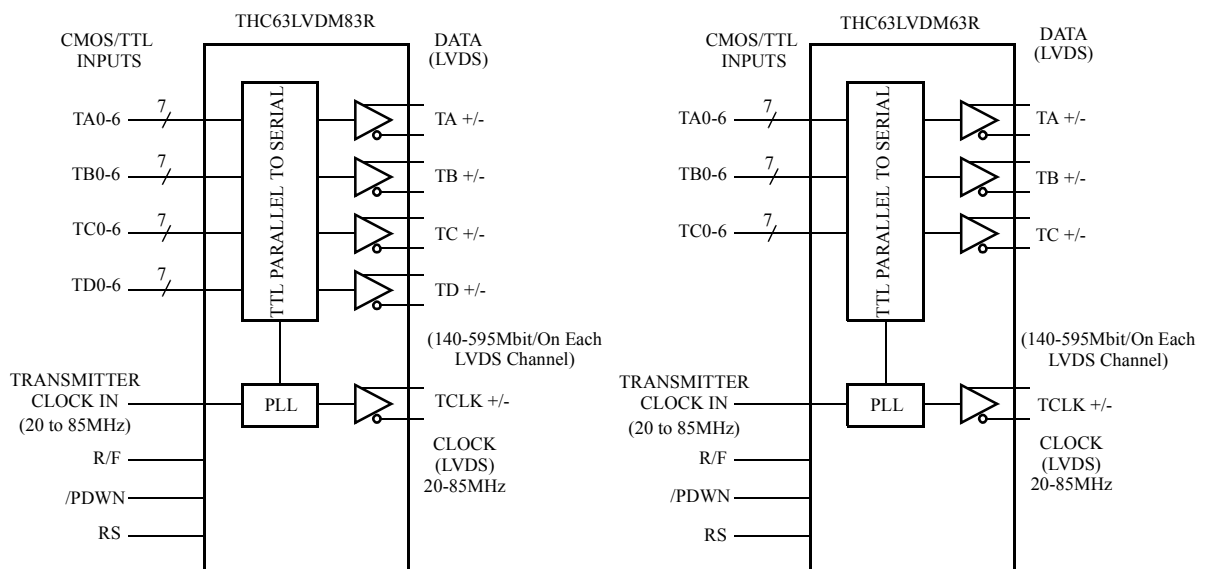 THC63LVDM83R
CMOS/TTL
INPUTS
DATA
(LVDS)
TA0-6
7
TA +/-
TB0-6
7
TB +/-
TC0-6
7
TC +/-
TD0-6
7
TD +/-
TTL PARALLEL TO SERIAL
(140-595Mbit/On Each
LVDS Channel)
TRANSMITTER
CLOCK IN
(20 to 85MHz)
PLL
TCLK +/-
CLOCK
(LVDS)
20-85MHz
R/F
/PDWN
RS
THC63LVDM63R
CMOS/TTL
INPUTS
DATA
(LVDS)
TA0-6
7
TA +/-
TB0-6
7
TB +/-
TC0-6
7
TC +/-
TTL PARALLEL TO SERIAL
(140-595Mbit/On Each
LVDS Channel)
TRANSMITTER
CLOCK IN
(20 to 85MHz)
PLL
TCLK +/-
CLOCK
(LVDS)
20-85MHz
R/F
/PDWN
RS